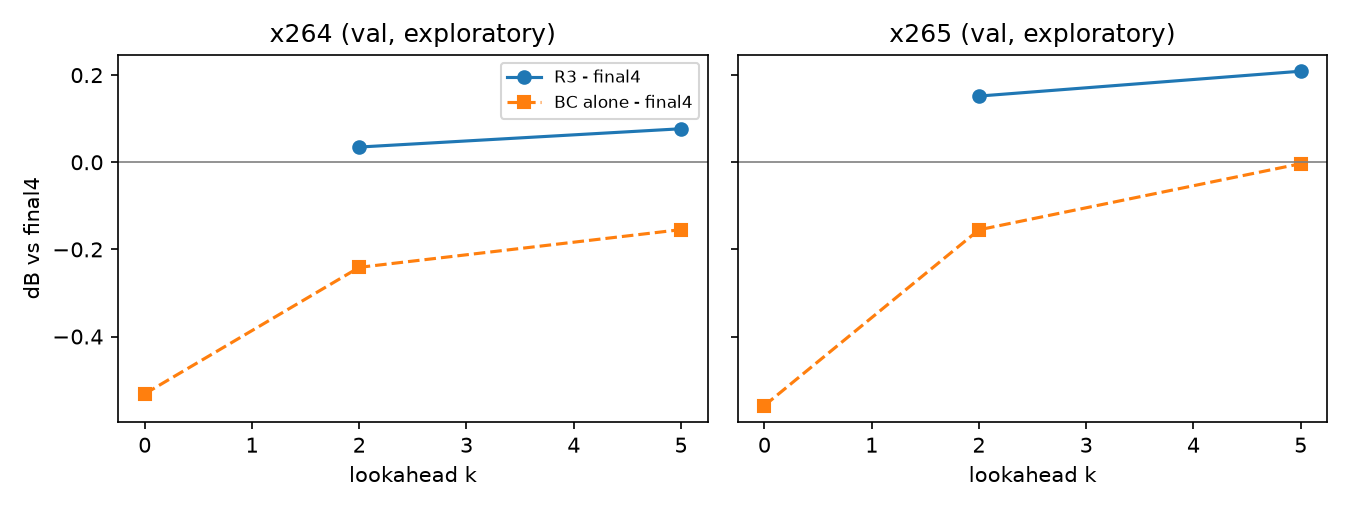 x264 (val, exploratory)
R3 - final4
BC alone - final4
dB vs final4
0.2
0.0
−0.2
−0.4
0 1 2 3 4 5
lookahead k
x265 (val, exploratory)
0 1 2 3 4 5
lookahead k